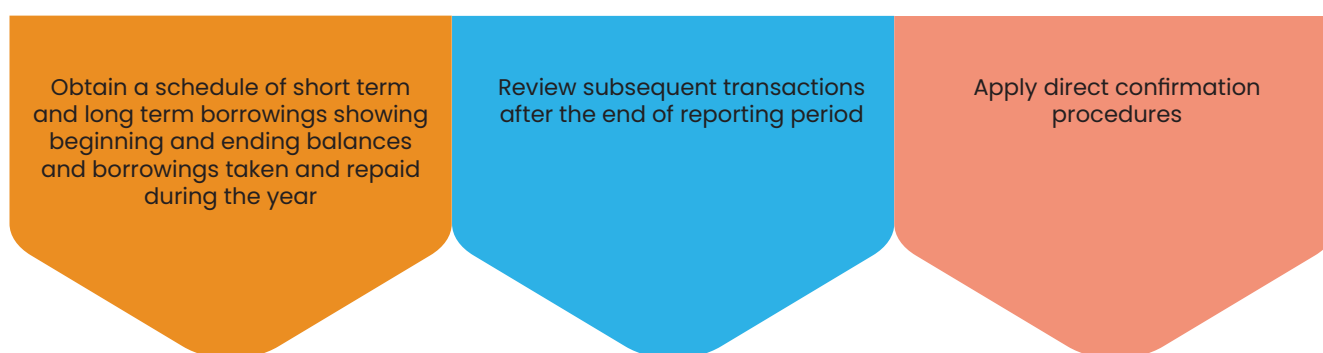 Obtain a schedule of short term
and long term borrowings showing
beginning and ending balances
and borrowings taken and repaid
during the year
Review subsequent transactions
after the end of reporting period
Apply direct confirmation
procedures